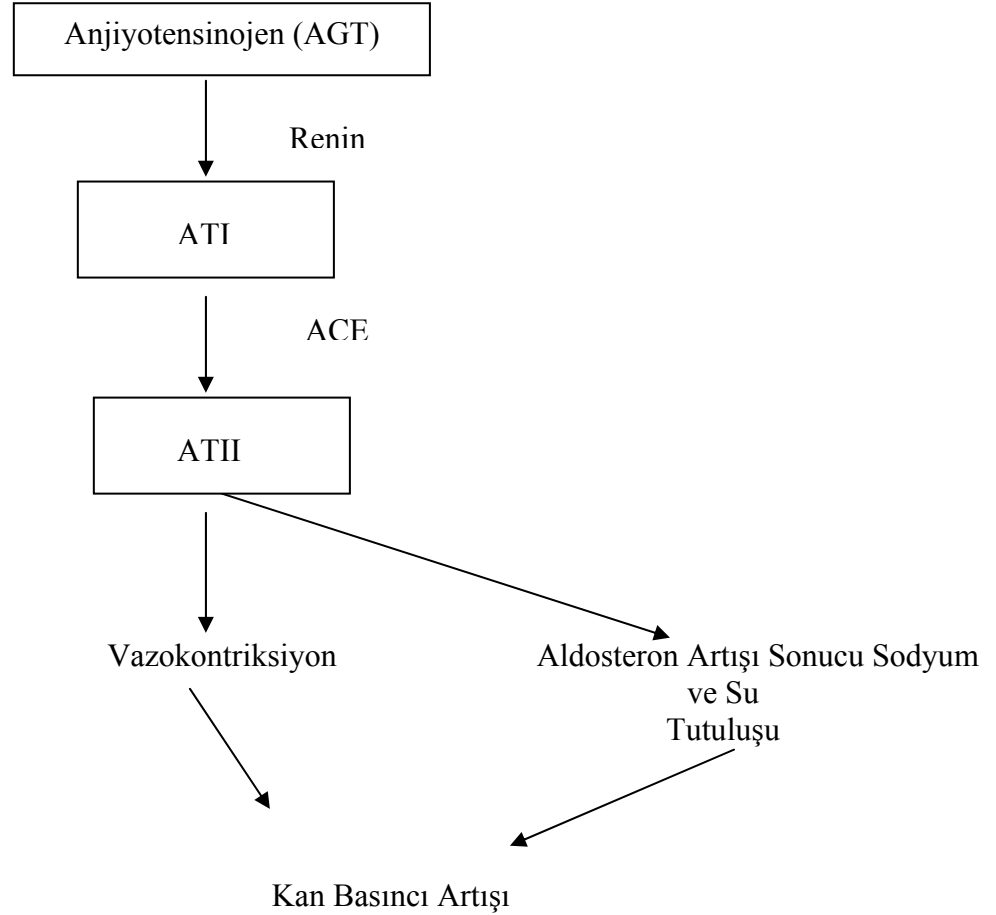 Anjiyotensinojen (AGT)
Renin
ATI
ACE
ATII
Vazokontriksiyon
Aldosteron Artışı Sonucu Sodyum
ve Su
Tutuluşu
Kan Basıncı Artışı